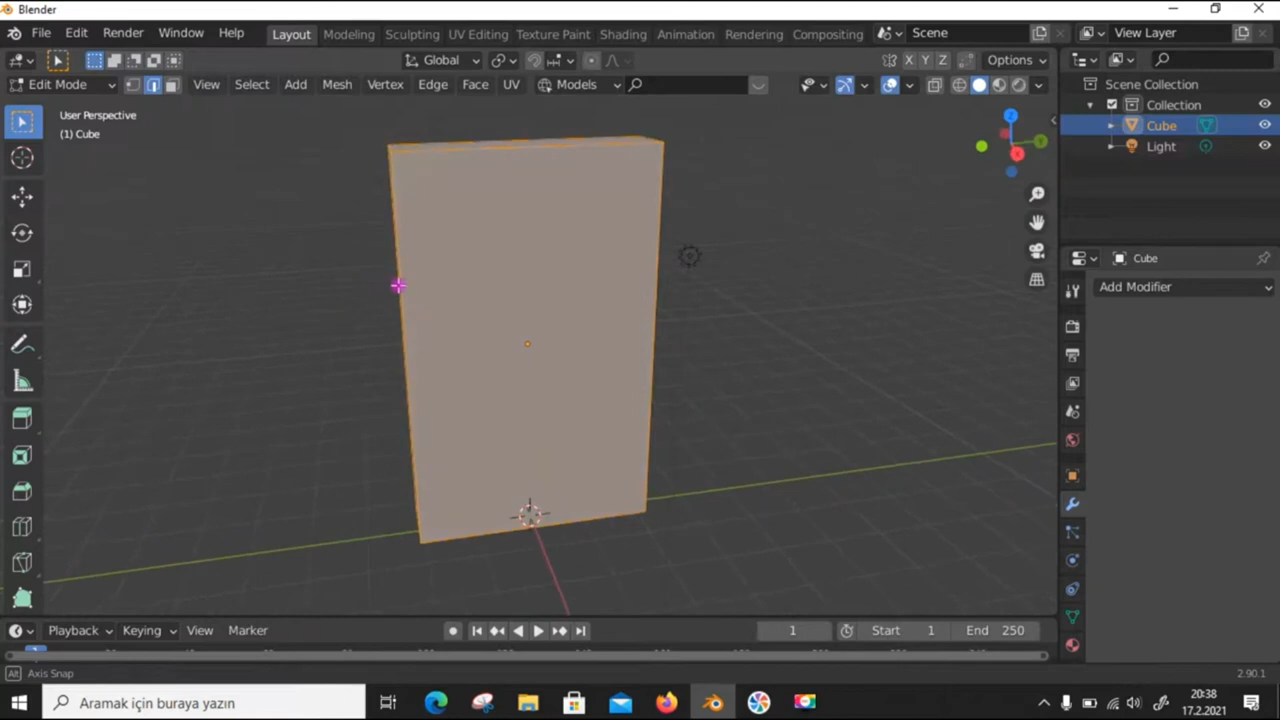 Blender
File Edit Render Window Help Layout Modeling Sculpting UV Editing Texture Paint Shading Animation Rendering Compositing Scene View Layer
Global X Y Z Options
Edit Mode View Select Add Mesh Vertex Edge Face UV Models
User Perspective
(1) Cube
Z
Y
X
Scene Collection
Collection
Cube
Light
Cube
Add Modifier
Playback Keying View Marker 1 Start 1 End 250
Alt Axis Snap 2.90.1
Aramak için buraya yazın
20:38
17.2.2021